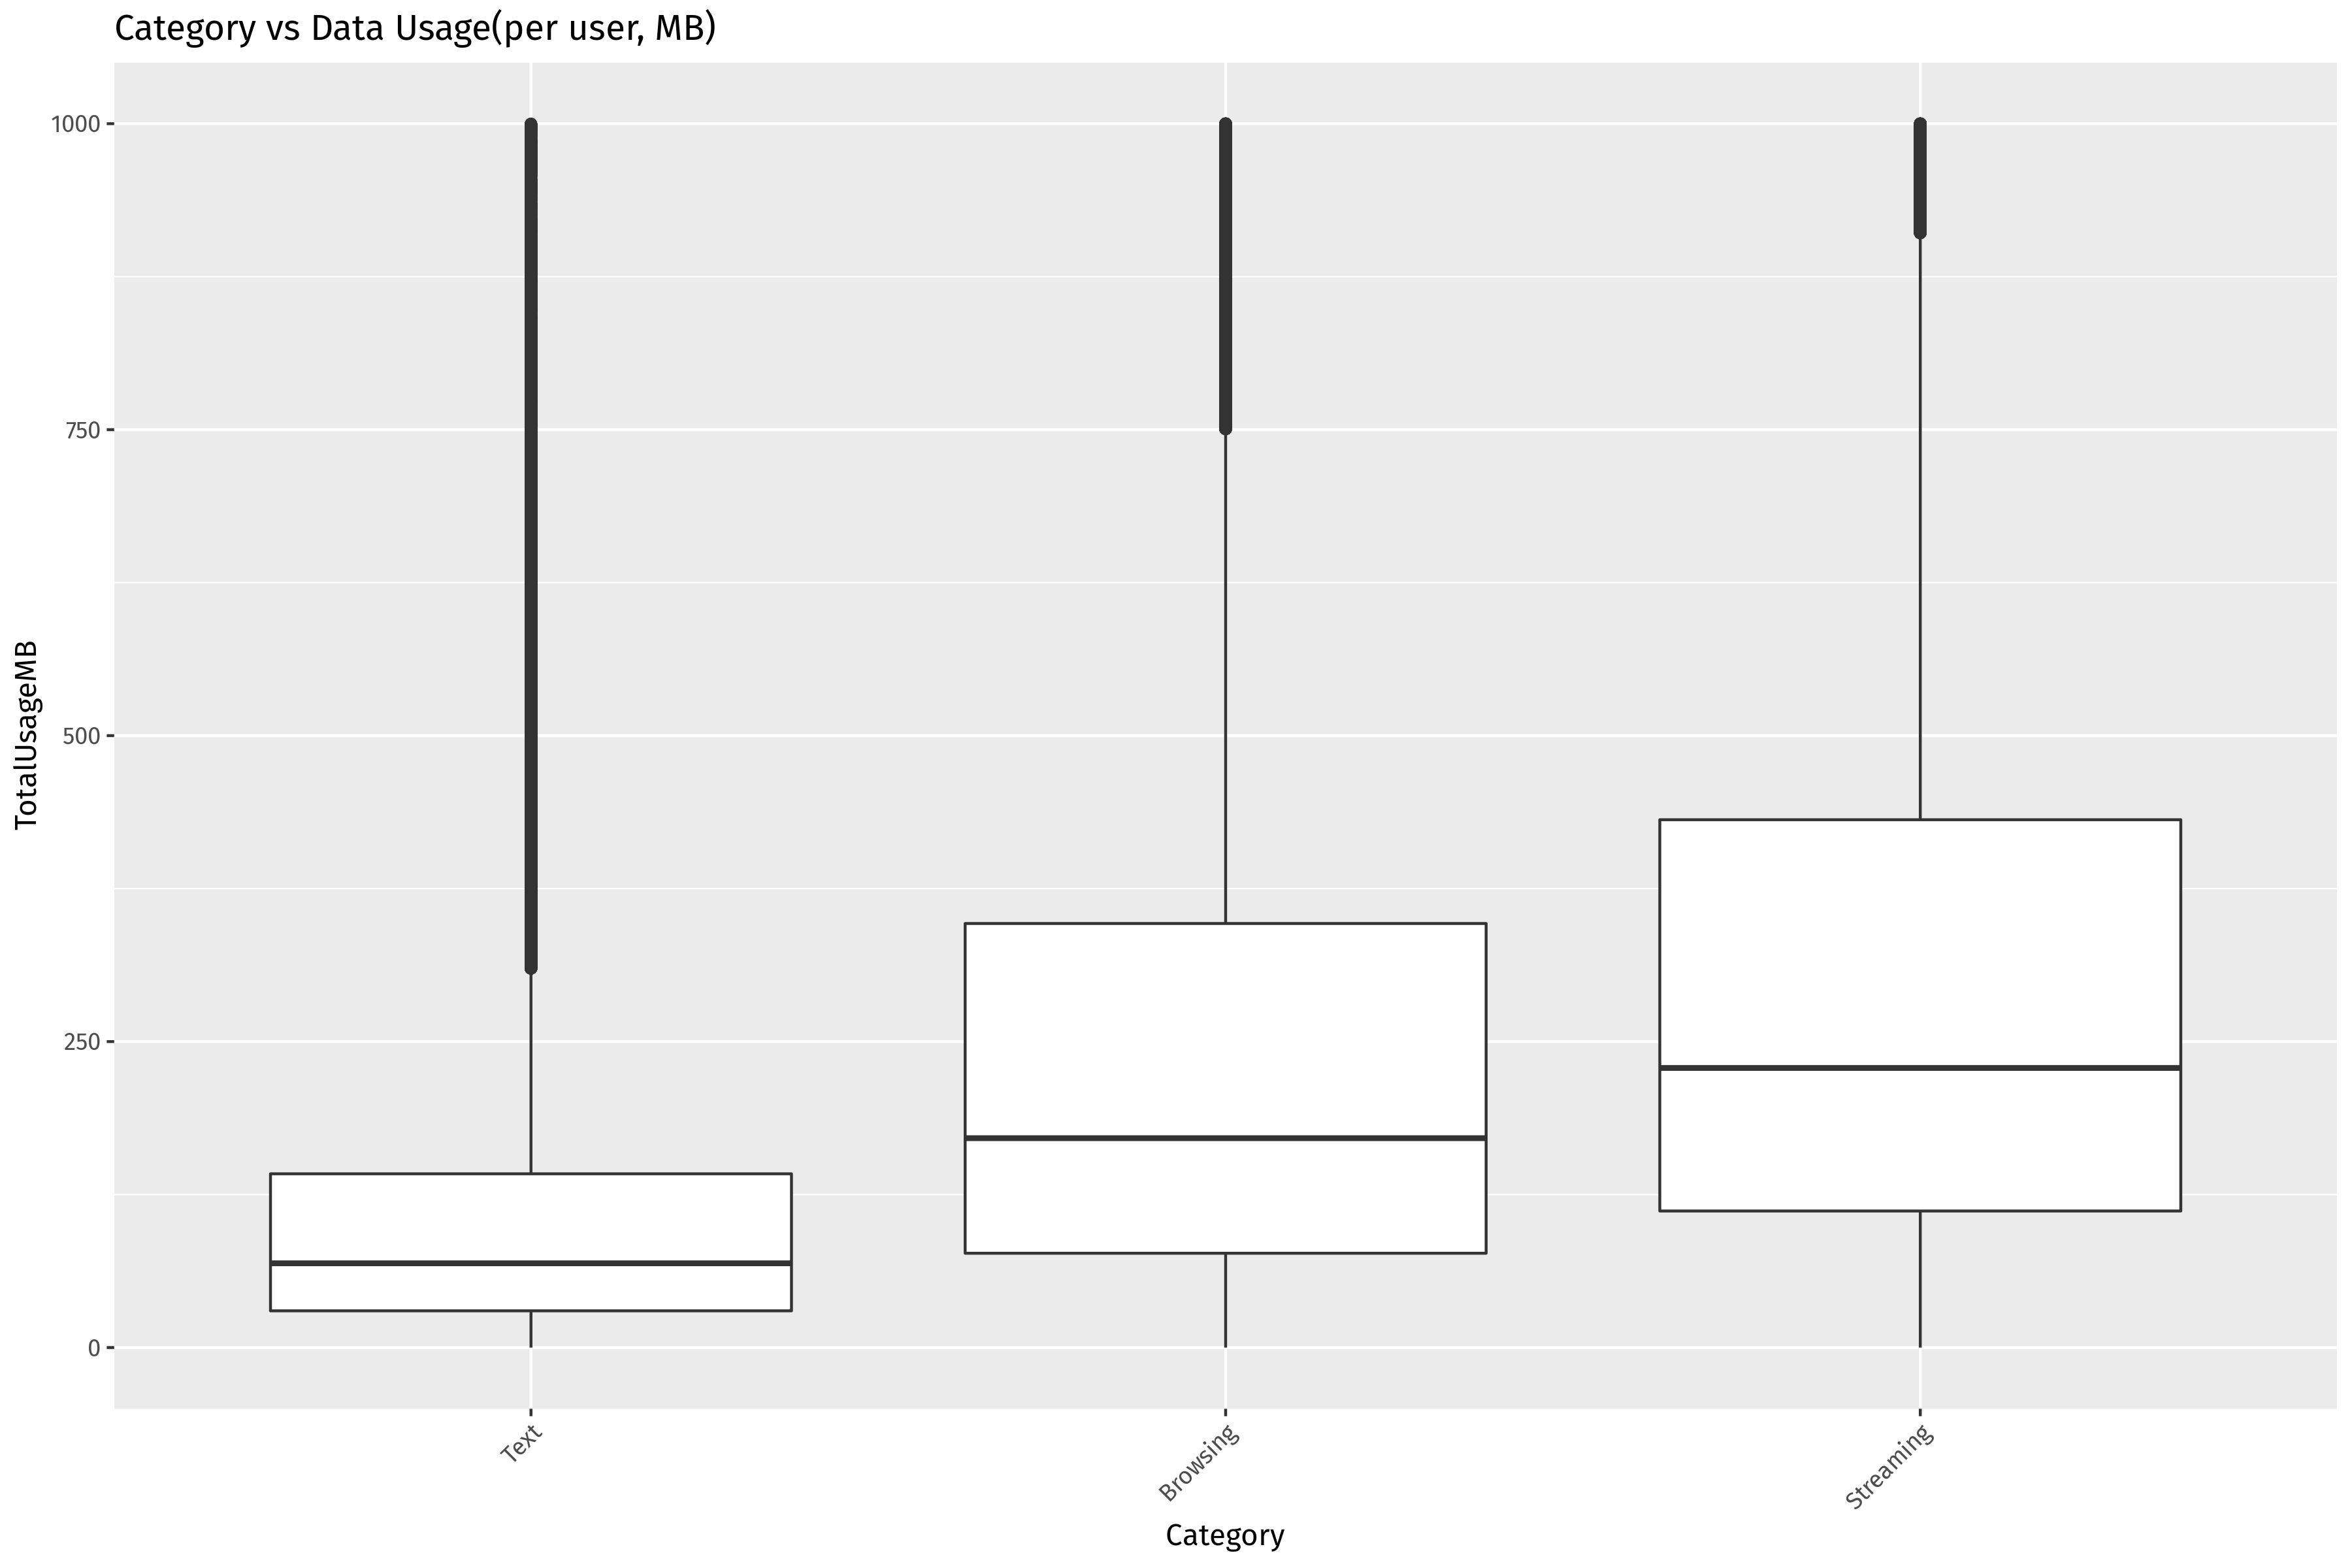 Category vs Data Usage(per user, MB)
TotalUsageMB
1000
750
500
250
0
Text
Browsing
Streaming
Category